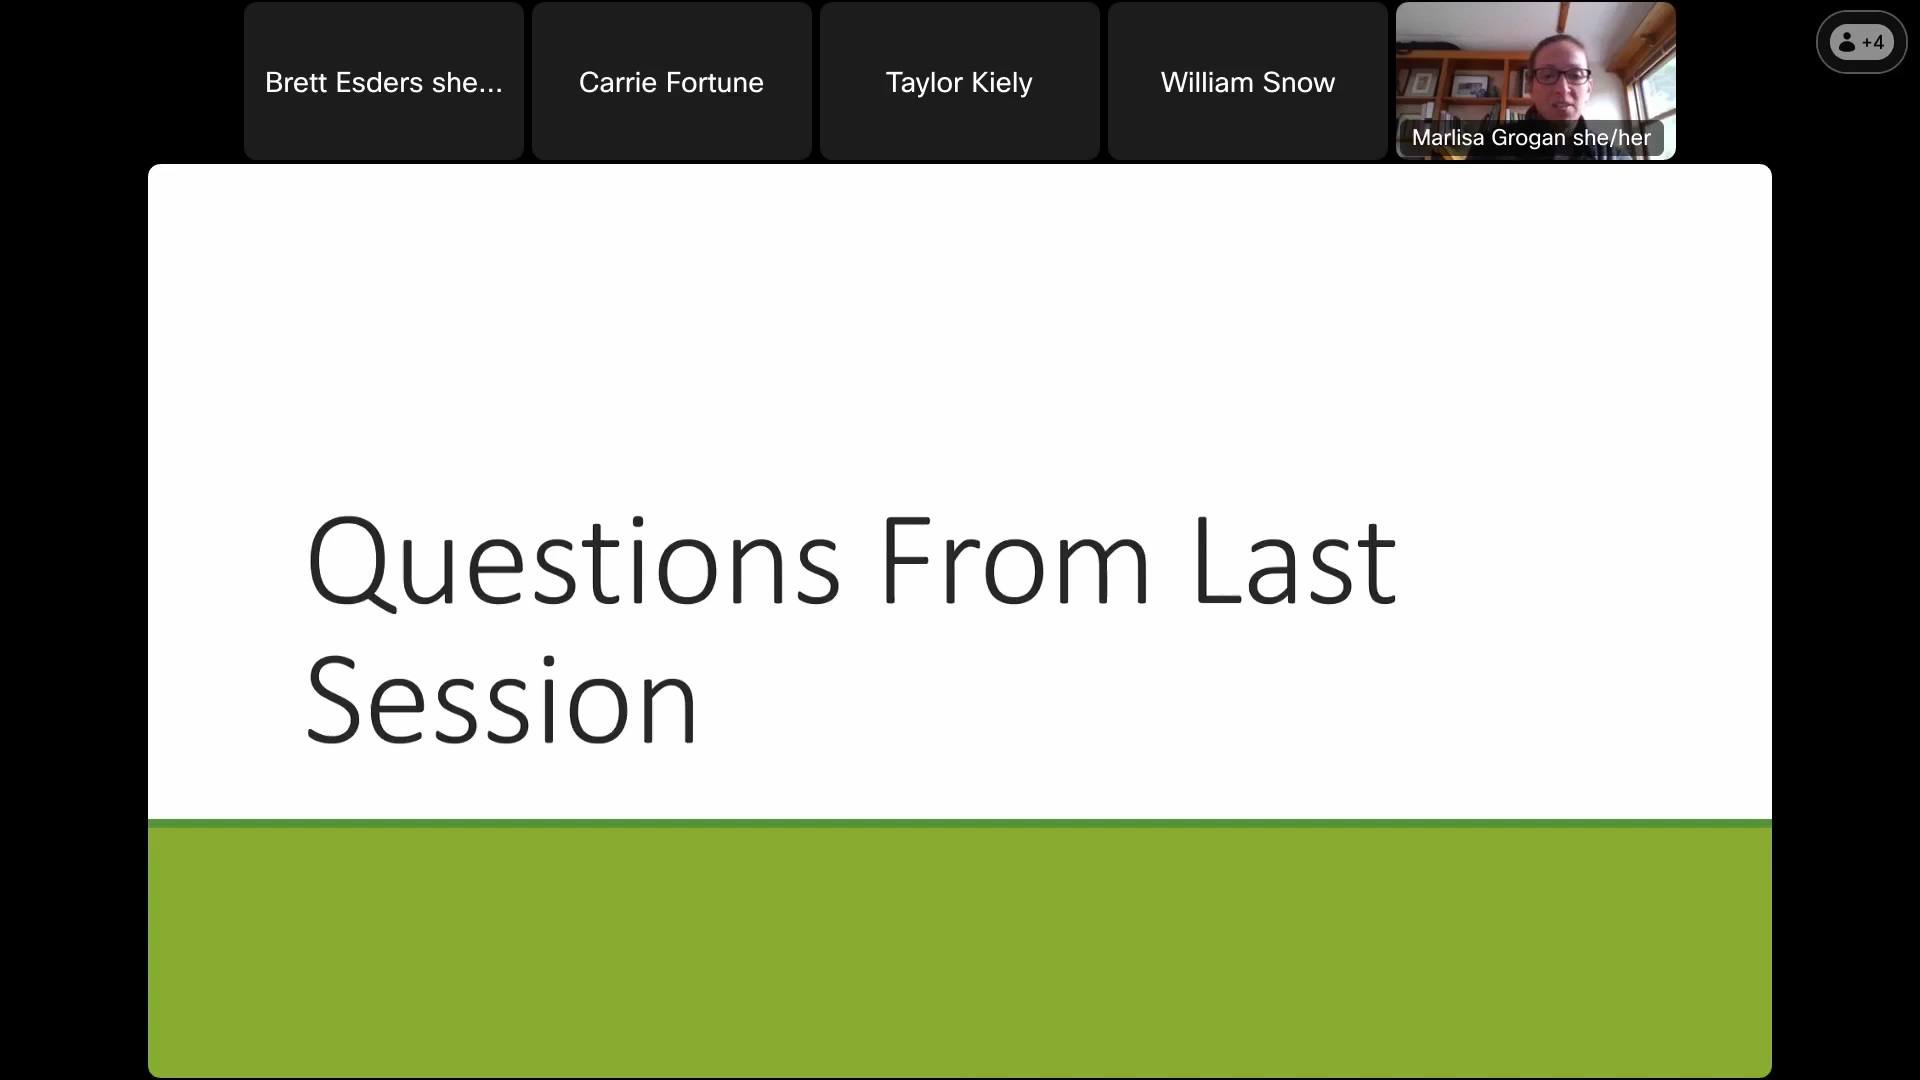 Brett Esders she...
Carrie Fortune
Taylor Kiely
William Snow
Marlisa Grogan she/her
+4
Questions From Last
Session